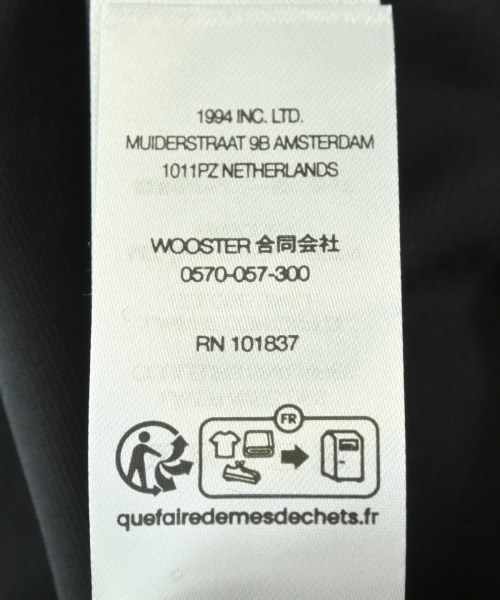 1994 INC. LTD.
MUIDERSTRAAT 9B AMSTERDAM
1011PZ NETHERLANDS
WOOSTER 合同会社
0570-057-300
RN 101837
FR
quefairedemesdechets.fr